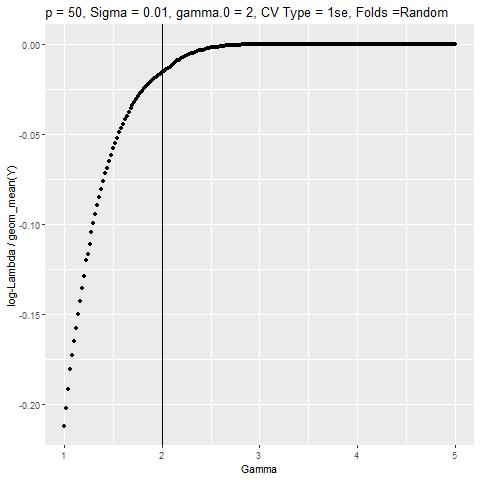 p = 50, Sigma = 0.01, gamma.0 = 2, CV Type = 1se, Folds =Random
0.00
-0.05
-0.10
-0.15
-0.20
log-Lambda / geom_mean(Y)
1 2 3 4 5
Gamma